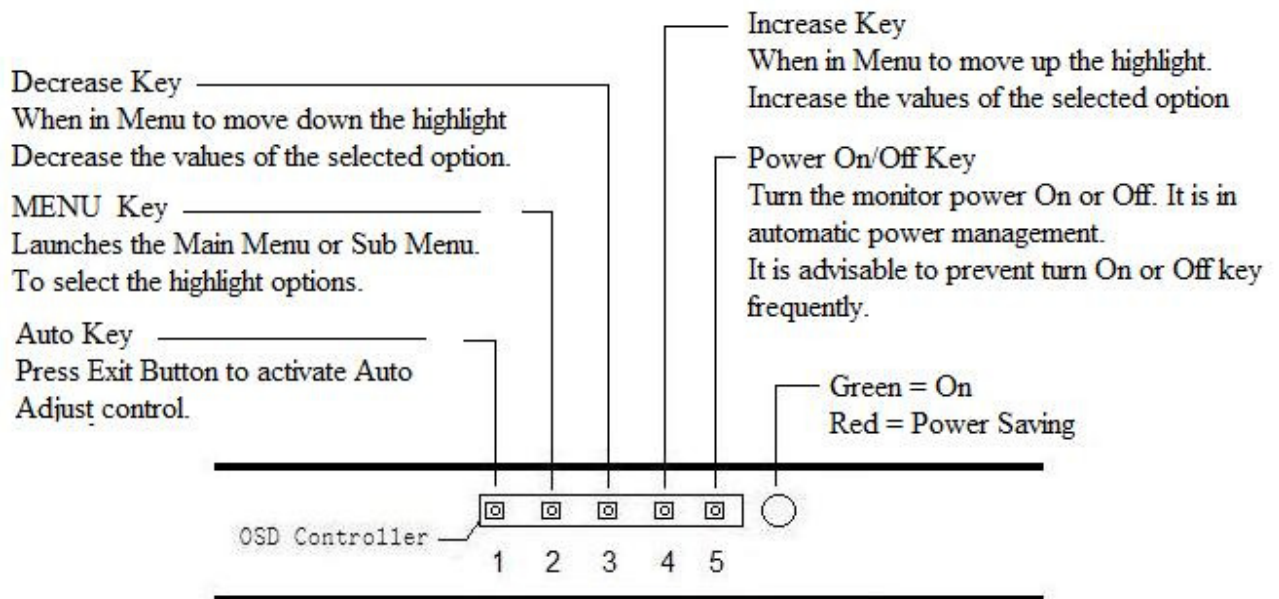 Decrease Key
When in Menu to move down the highlight
Decrease the values of the selected option.
MENU Key
Launches the Main Menu or Sub Menu.
To select the highlight options.
Auto Key
Press Exit Button to activate Auto
Adjust control.
Increase Key
When in Menu to move up the highlight.
Increase the values of the selected option
Power On/Off Key
Turn the monitor power On or Off. It is in
automatic power management.
It is advisable to prevent turn On or Off key
frequently.
Green = On
Red = Power Saving
OSD Controller
1 2 3 4 5